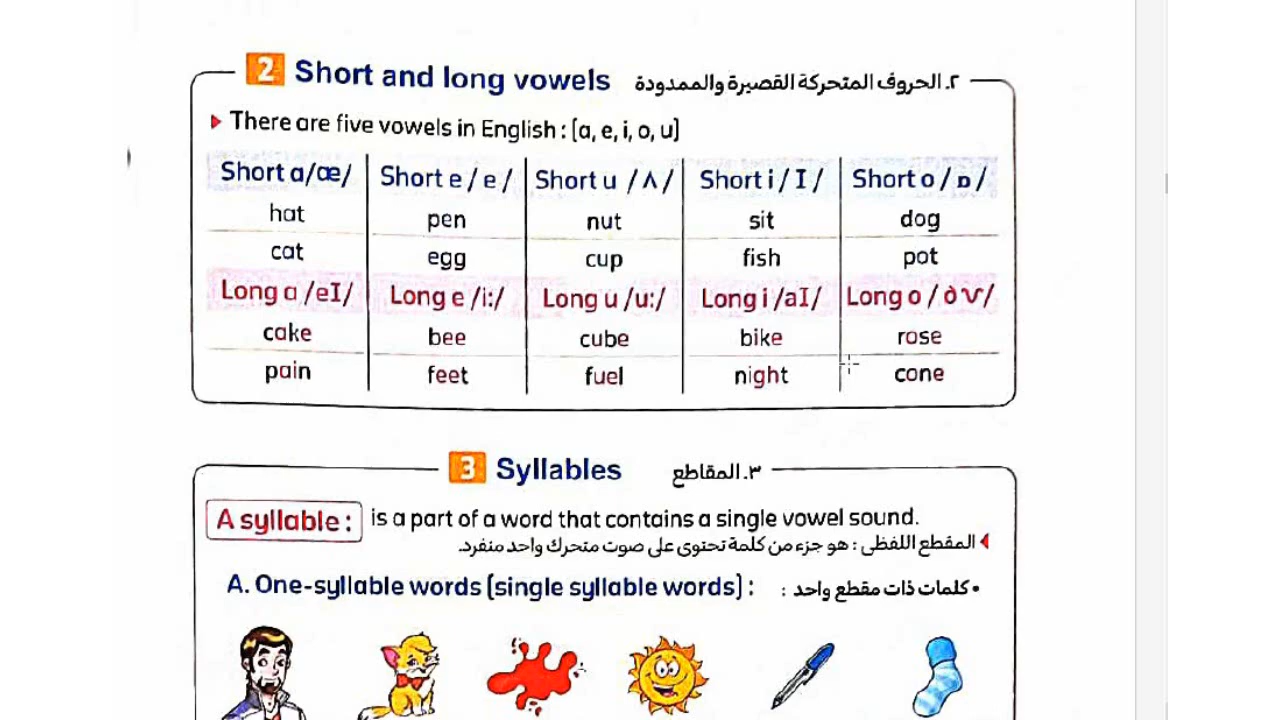 2 Short and long vowels ٢. الحروف المتحركة القصيرة والممدودة
There are five vowels in English : (a, e, i, o, u)
Short a/æ/ Short e / e / Short u / ʌ / Short i / I / Short o / ɒ /
hat pen nut sit dog
cat egg cup fish pot
Long a /eI/ Long e /i:/ Long u /u:/ Long i /aI/ Long o / əʊ/
cake bee cube bike rose
pain feet fuel night cone
3 Syllables ٣. المقاطع
A syllable : is a part of a word that contains a single vowel sound.
المقطع اللفظى : هو جزء من كلمة تحتوى على صوت متحرك واحد منفرد.
A. One-syllable words (single syllable words) : • كلمات ذات مقطع واحد :